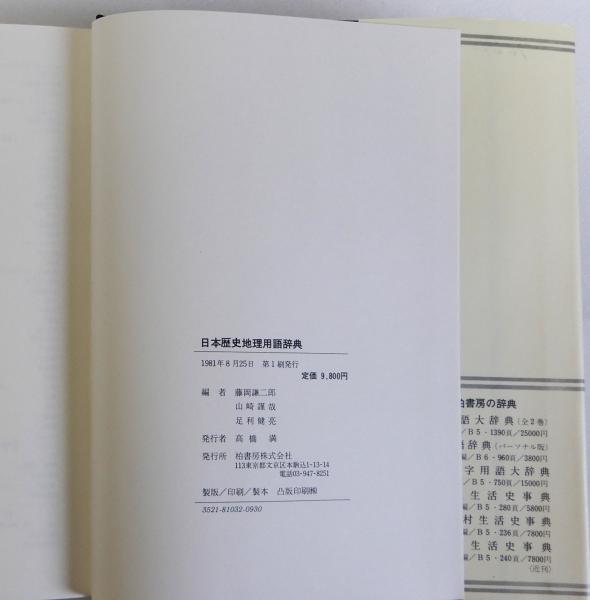 日本歴史地理用語辞典
1981年8月25日 第1刷発行
定価 9,800円
編 者 藤岡謙二郎
山崎謹哉
足利健亮
発行者 高橋 満
発行所 柏書房株式会社
113東京都文京区本駒込1-13-14
電話03-947-8251
製版／印刷／製本 凸版印刷㈱
3521-81032-0930
柏書房の辞典
語大辞典(全2巻)
／B5・1390頁／25000円
語辞典(パーソナル版)
編／B6・960頁／3800円
字用語大辞典
／B5・750頁／15000円
生活史事典
編／B5・280頁／5800円
村生活史事典
編／B5・236頁／7800円
生活史事典
編／B5・240頁／7800円
〈近刊〉